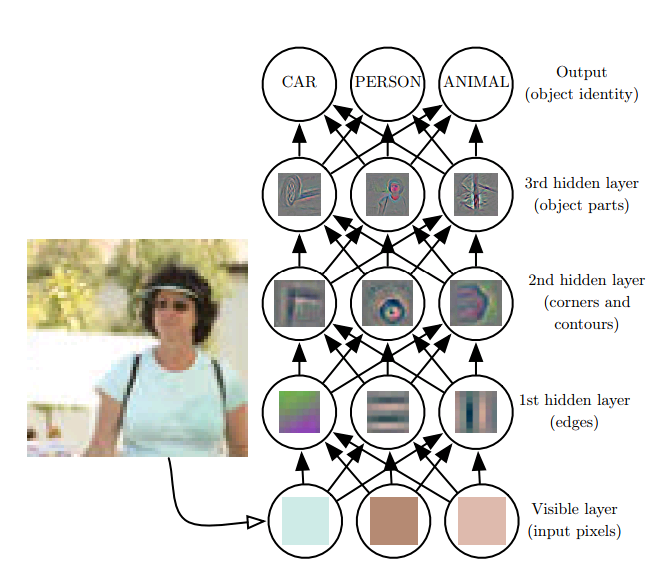 CAR
PERSON
ANIMAL
Output
(object identity)
3rd hidden layer
(object parts)
2nd hidden layer
(corners and
contours)
1st hidden layer
(edges)
Visible layer
(input pixels)